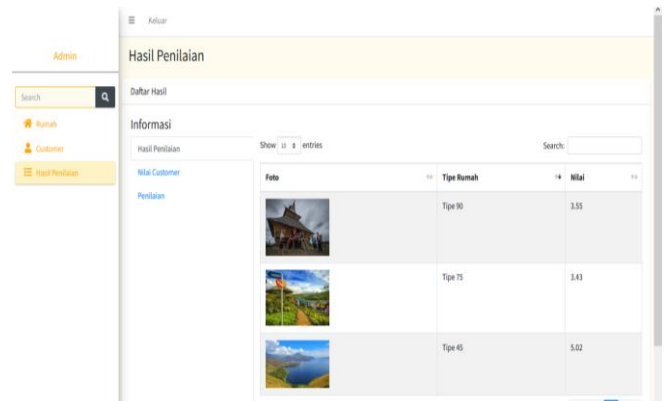 Keluar
Admin
Hasil Penilaian
Search
Daftar Hasil
Rumah
Customer
Hasil Penilaian
Informasi
Hasil Penilaian
Nilai Customer
Penilaian
Show 10 entries
Search:
Foto Tipe Rumah Nilai
Tipe 90 3.55
Tipe 75 3.43
Tipe 45 5.02